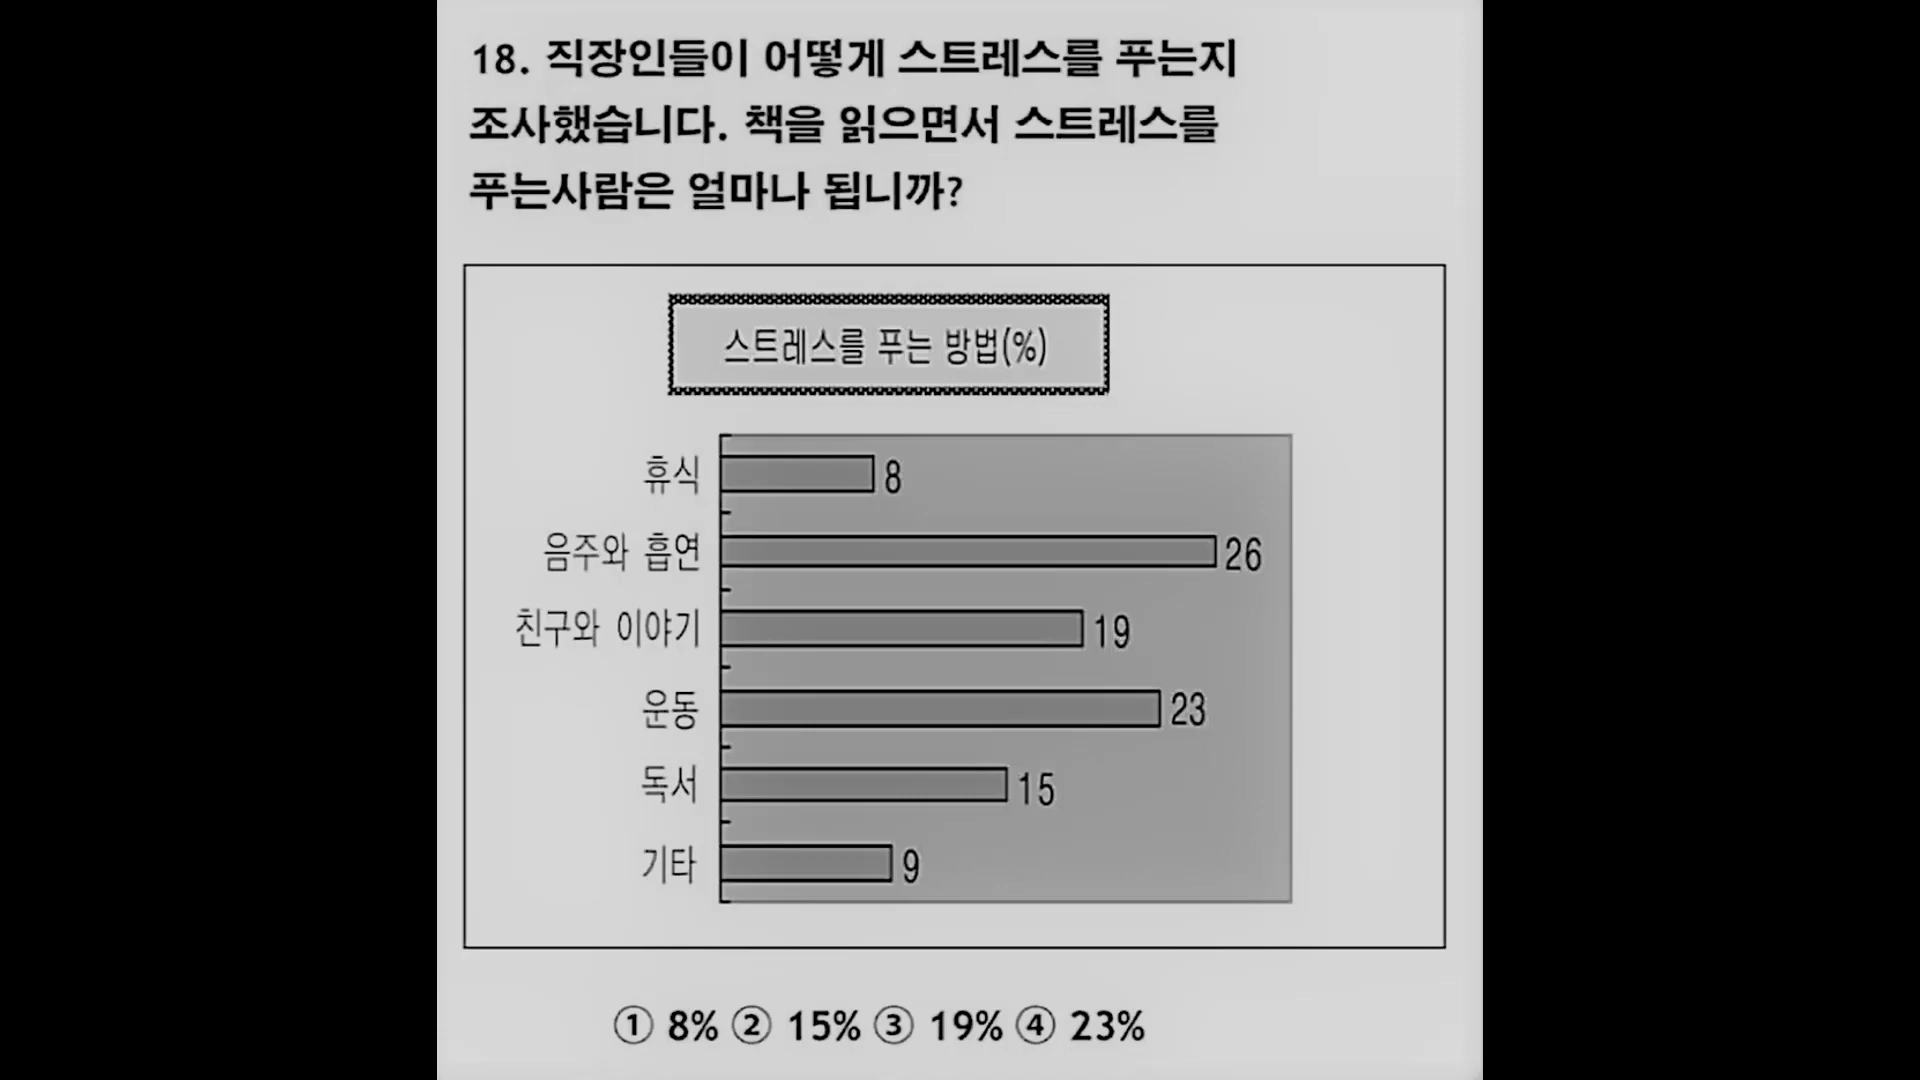 18. 직장인들이 어떻게 스트레스를 푸는지
조사했습니다. 책을 읽으면서 스트레스를
푸는사람은 얼마나 됩니까?
스트레스를 푸는 방법(%)
휴식 8
음주와 흡연 26
친구와 이야기 19
운동 23
독서 15
기타 9
① 8% ② 15% ③ 19% ④ 23%